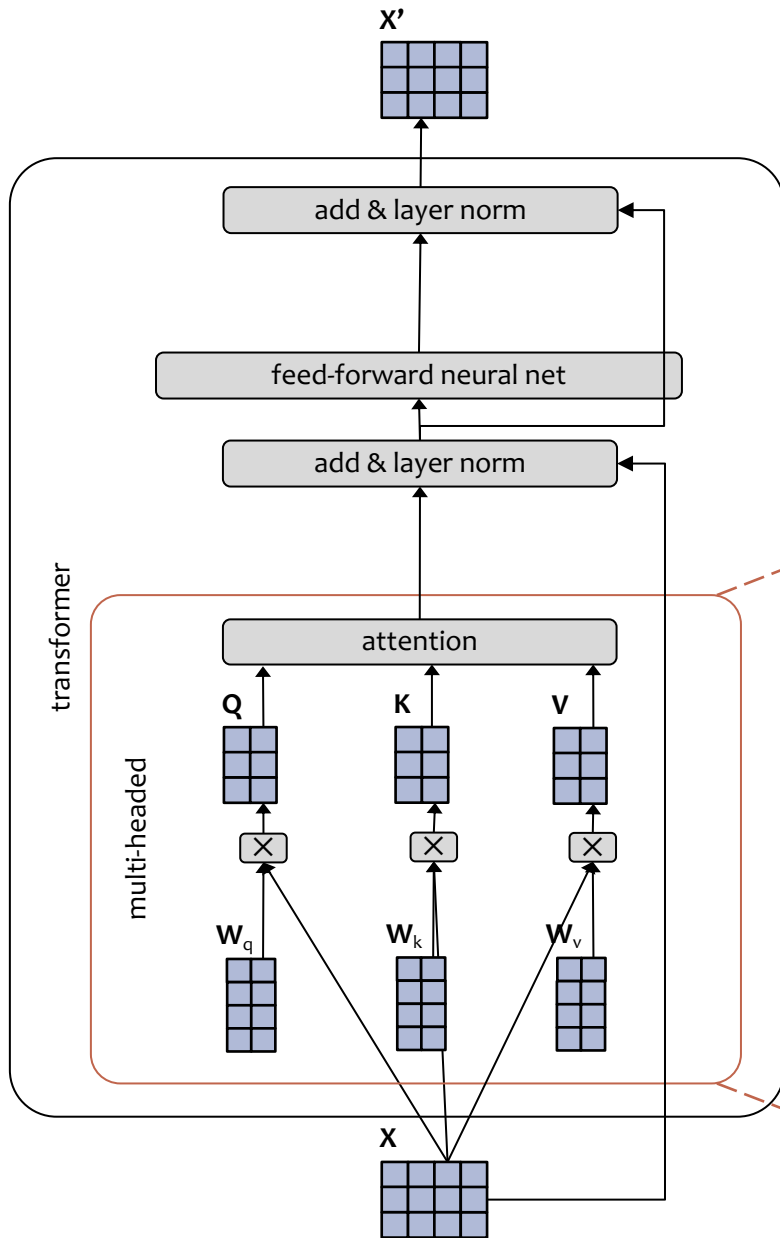 X’
add & layer norm
feed-forward neural net
add & layer norm
transformer
attention
Q K V
multi-headed
× × ×
Wq Wk Wv
X